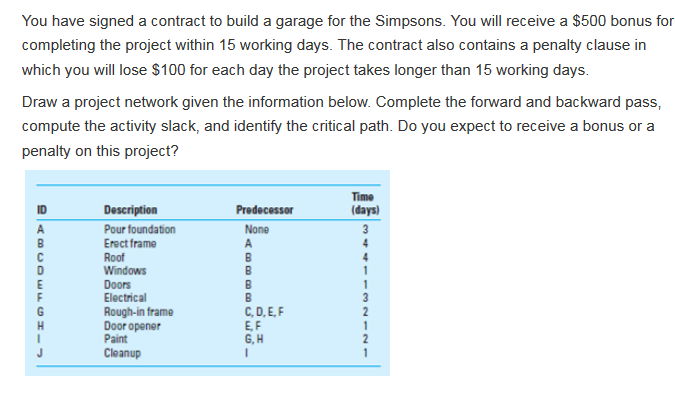 You have signed a contract to build a garage for the Simpsons. You will receive a $500 bonus for
completing the project within 15 working days. The contract also contains a penalty clause in
which you will lose $100 for each day the project takes longer than 15 working days.
Draw a project network given the information below. Complete the forward and backward pass,
compute the activity slack, and identify the critical path. Do you expect to receive a bonus or a
penalty on this project?
Time
ID Description Predecessor (days)
A Pour foundation None 3
B Erect frame A 4
C Roof B 4
D Windows B 1
E Doors B 1
F Electrical B 3
G Rough-in frame C, D, E, F 2
H Door opener E, F 1
I Paint G, H 2
J Cleanup I 1